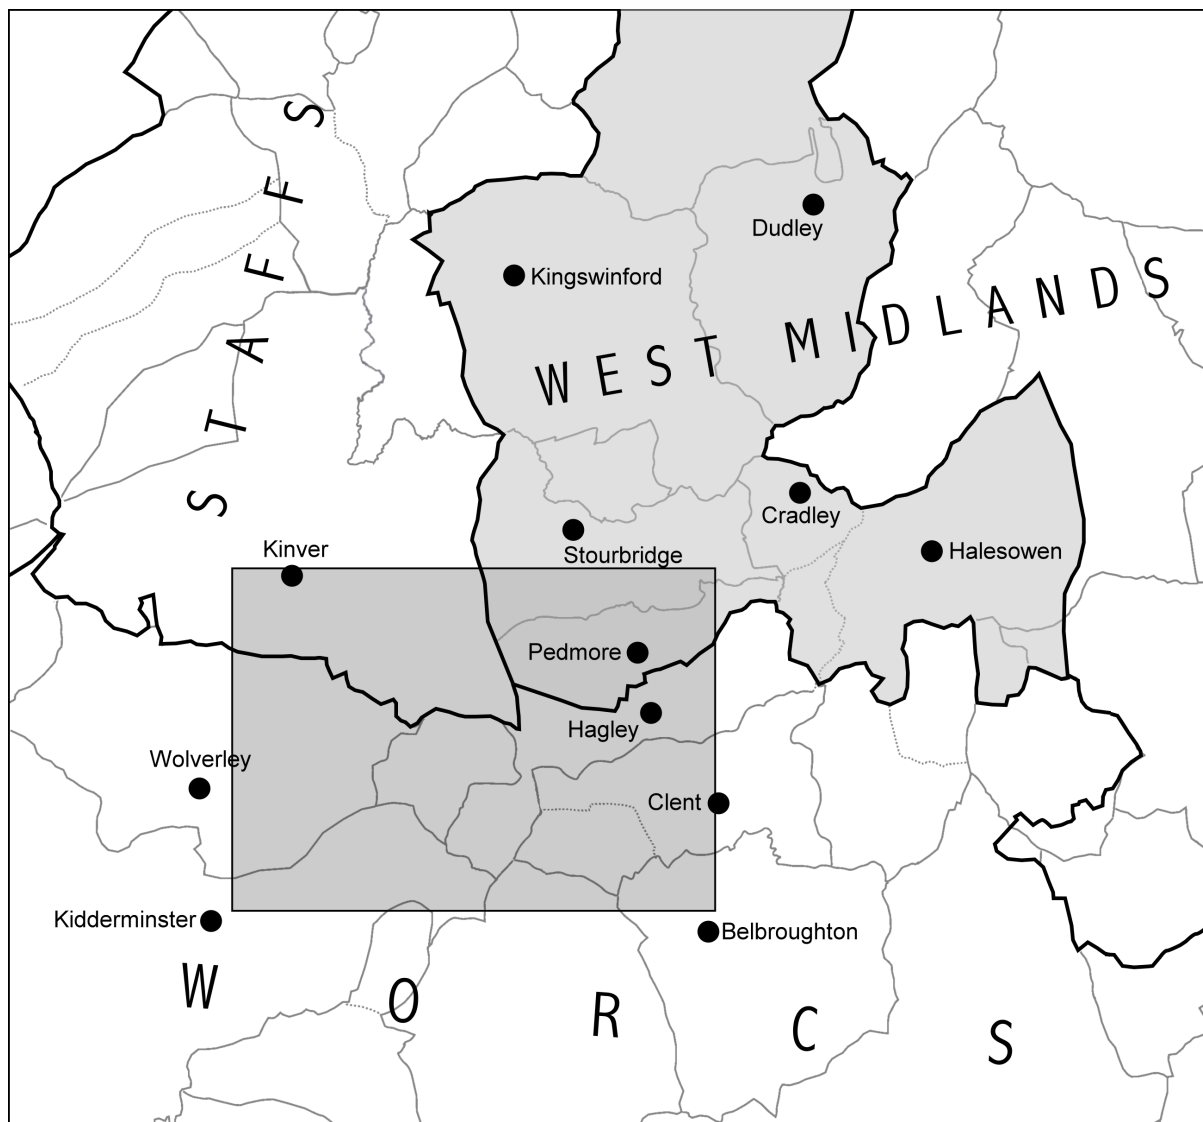 STAFFS
Dudley
Kingswinford
WEST MIDLANDS
Cradley
Stourbridge
Halesowen
Kinver
Pedmore
Hagley
Wolverley
Clent
Kidderminster
Belbroughton
WORCS